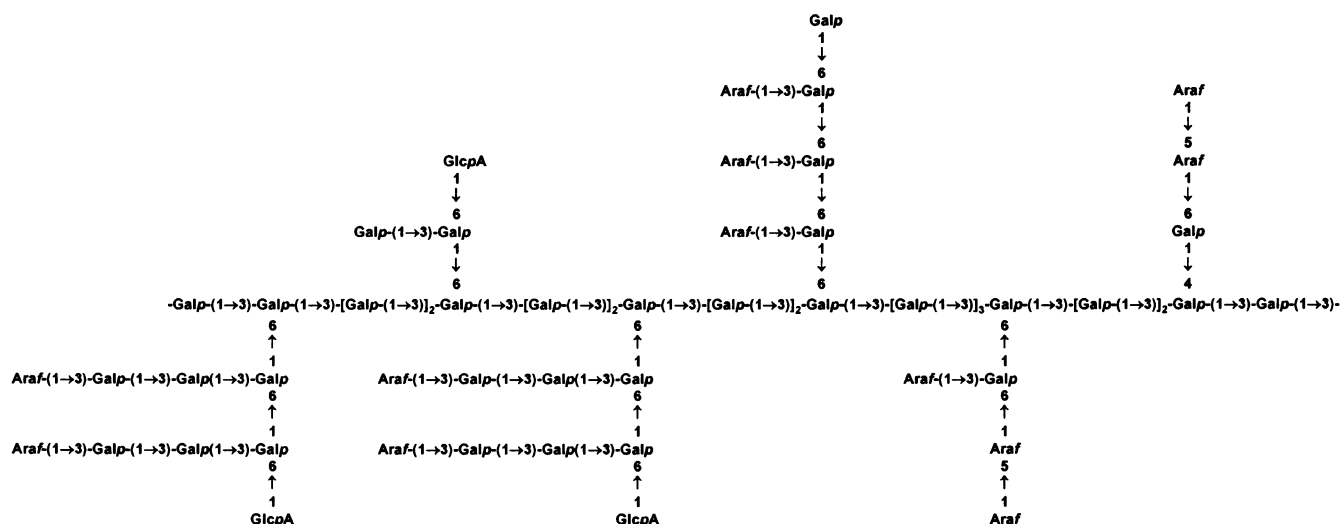 Galp
1
↓
6
Araf-(1→3)-Galp Araf
1 1
↓ ↓
6 5
GlcpA Araf-(1→3)-Galp Araf
1 1 1
↓ ↓ ↓
6 6 6
Galp-(1→3)-Galp Araf-(1→3)-Galp Galp
1 1 1
↓ ↓ ↓
6 6 4
-Galp-(1→3)-Galp-(1→3)-[Galp-(1→3)]2-Galp-(1→3)-[Galp-(1→3)]2-Galp-(1→3)-[Galp-(1→3)]2-Galp-(1→3)-[Galp-(1→3)]3-Galp-(1→3)-[Galp-(1→3)]2-Galp-(1→3)-Galp-(1→3)-
6 6 6
↑ ↑ ↑
1 1 1
Araf-(1→3)-Galp-(1→3)-Galp(1→3)-Galp Araf-(1→3)-Galp-(1→3)-Galp(1→3)-Galp Araf-(1→3)-Galp
6 6 6
↑ ↑ ↑
1 1 1
Araf-(1→3)-Galp-(1→3)-Galp(1→3)-Galp Araf-(1→3)-Galp-(1→3)-Galp(1→3)-Galp Araf
6 6 5
↑ ↑ ↑
1 1 1
GlcpA GlcpA Araf